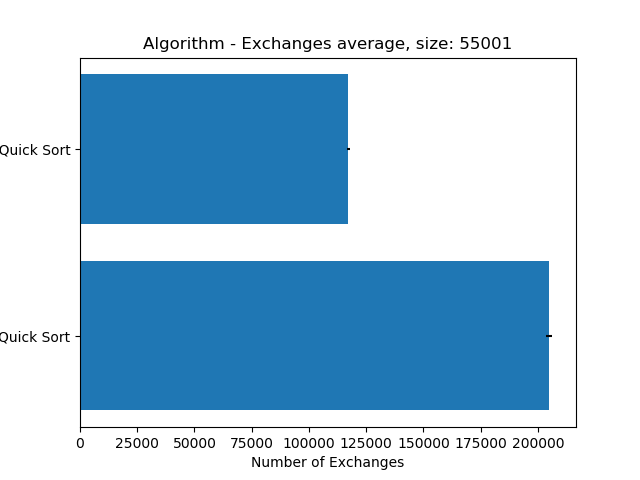 Algorithm - Exchanges average, size: 55001
Quick Sort
Quick Sort
0 25000 50000 75000 100000 125000 150000 175000 200000
Number of Exchanges